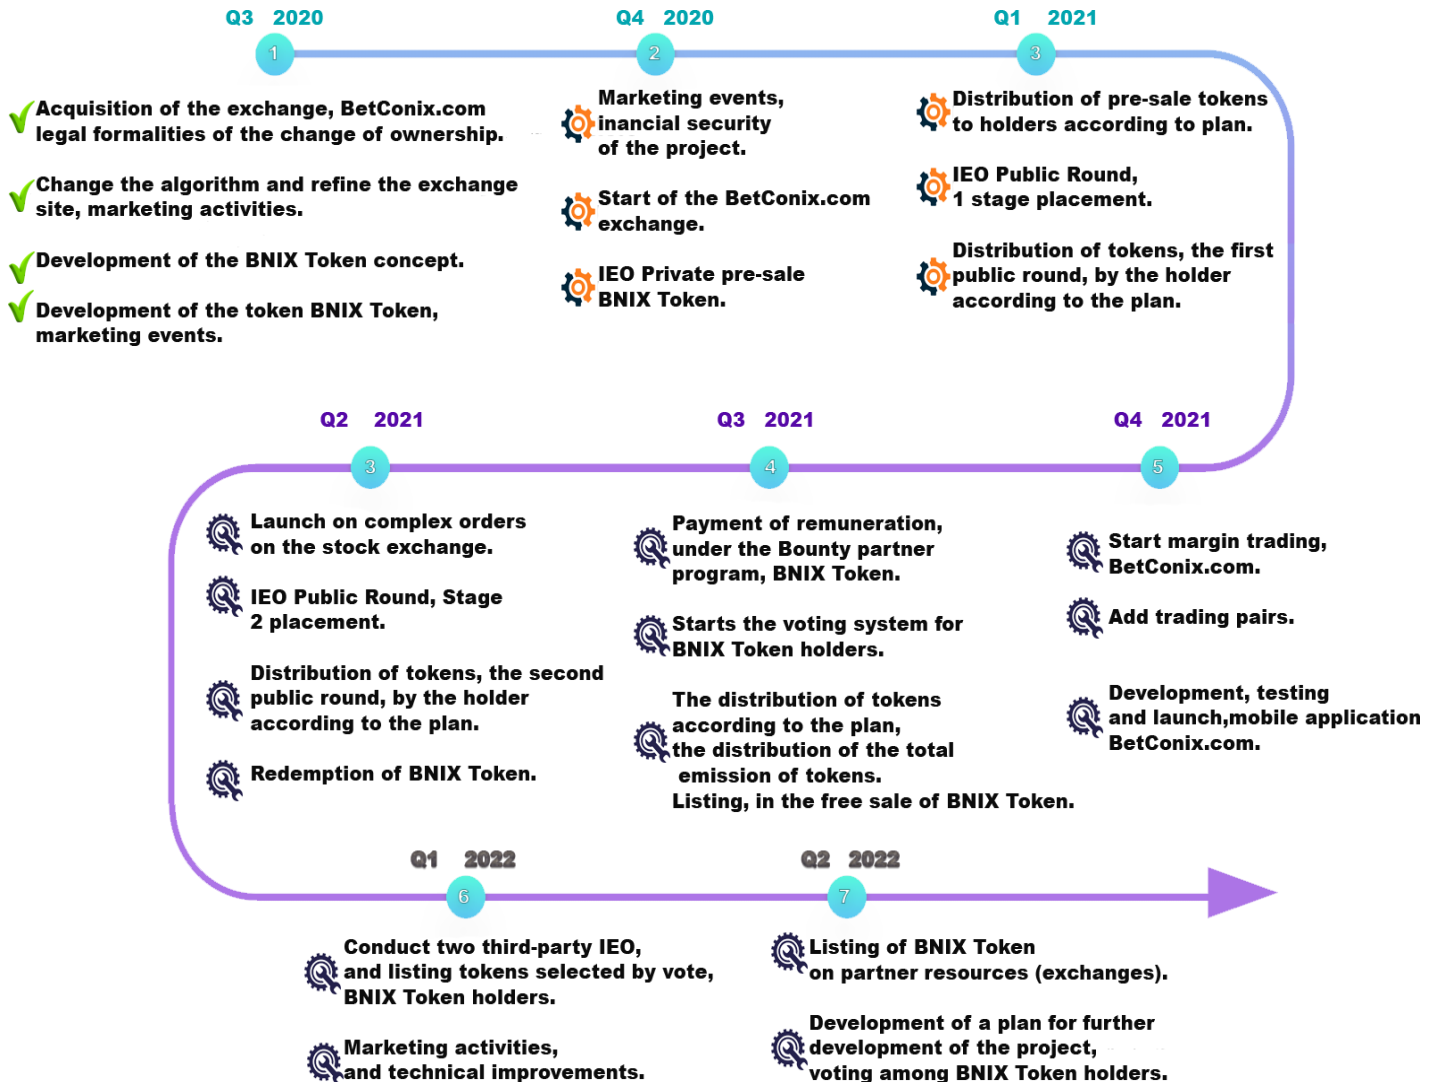 Q3 2020
1
Acquisition of the exchange, BetConix.com
legal formalities of the change of ownership.
Change the algorithm and refine the exchange
site, marketing activities.
Development of the BNIX Token concept.
Development of the token BNIX Token,
marketing events.
Q4 2020
2
Marketing events,
inancial security
of the project.
Start of the BetConix.com
exchange.
IEO Private pre-sale
BNIX Token.
Q1 2021
3
Distribution of pre-sale tokens
to holders according to plan.
IEO Public Round,
1 stage placement.
Distribution of tokens, the first
public round, by the holder
according to the plan.
Q2 2021
3
Launch on complex orders
on the stock exchange.
IEO Public Round, Stage
2 placement.
Distribution of tokens, the second
public round, by the holder
according to the plan.
Redemption of BNIX Token.
Q3 2021
4
Payment of remuneration,
under the Bounty partner
program, BNIX Token.
Starts the voting system for
BNIX Token holders.
The distribution of tokens
according to the plan,
the distribution of the total
emission of tokens.
Listing, in the free sale of BNIX Token.
Q4 2021
5
Start margin trading,
BetConix.com.
Add trading pairs.
Development, testing
and launch,mobile application
BetConix.com.
Q1 2022
6
Conduct two third-party IEO,
and listing tokens selected by vote,
BNIX Token holders.
Marketing activities,
and technical improvements.
Q2 2022
7
Listing of BNIX Token
on partner resources (exchanges).
Development of a plan for further
development of the project,
voting among BNIX Token holders.